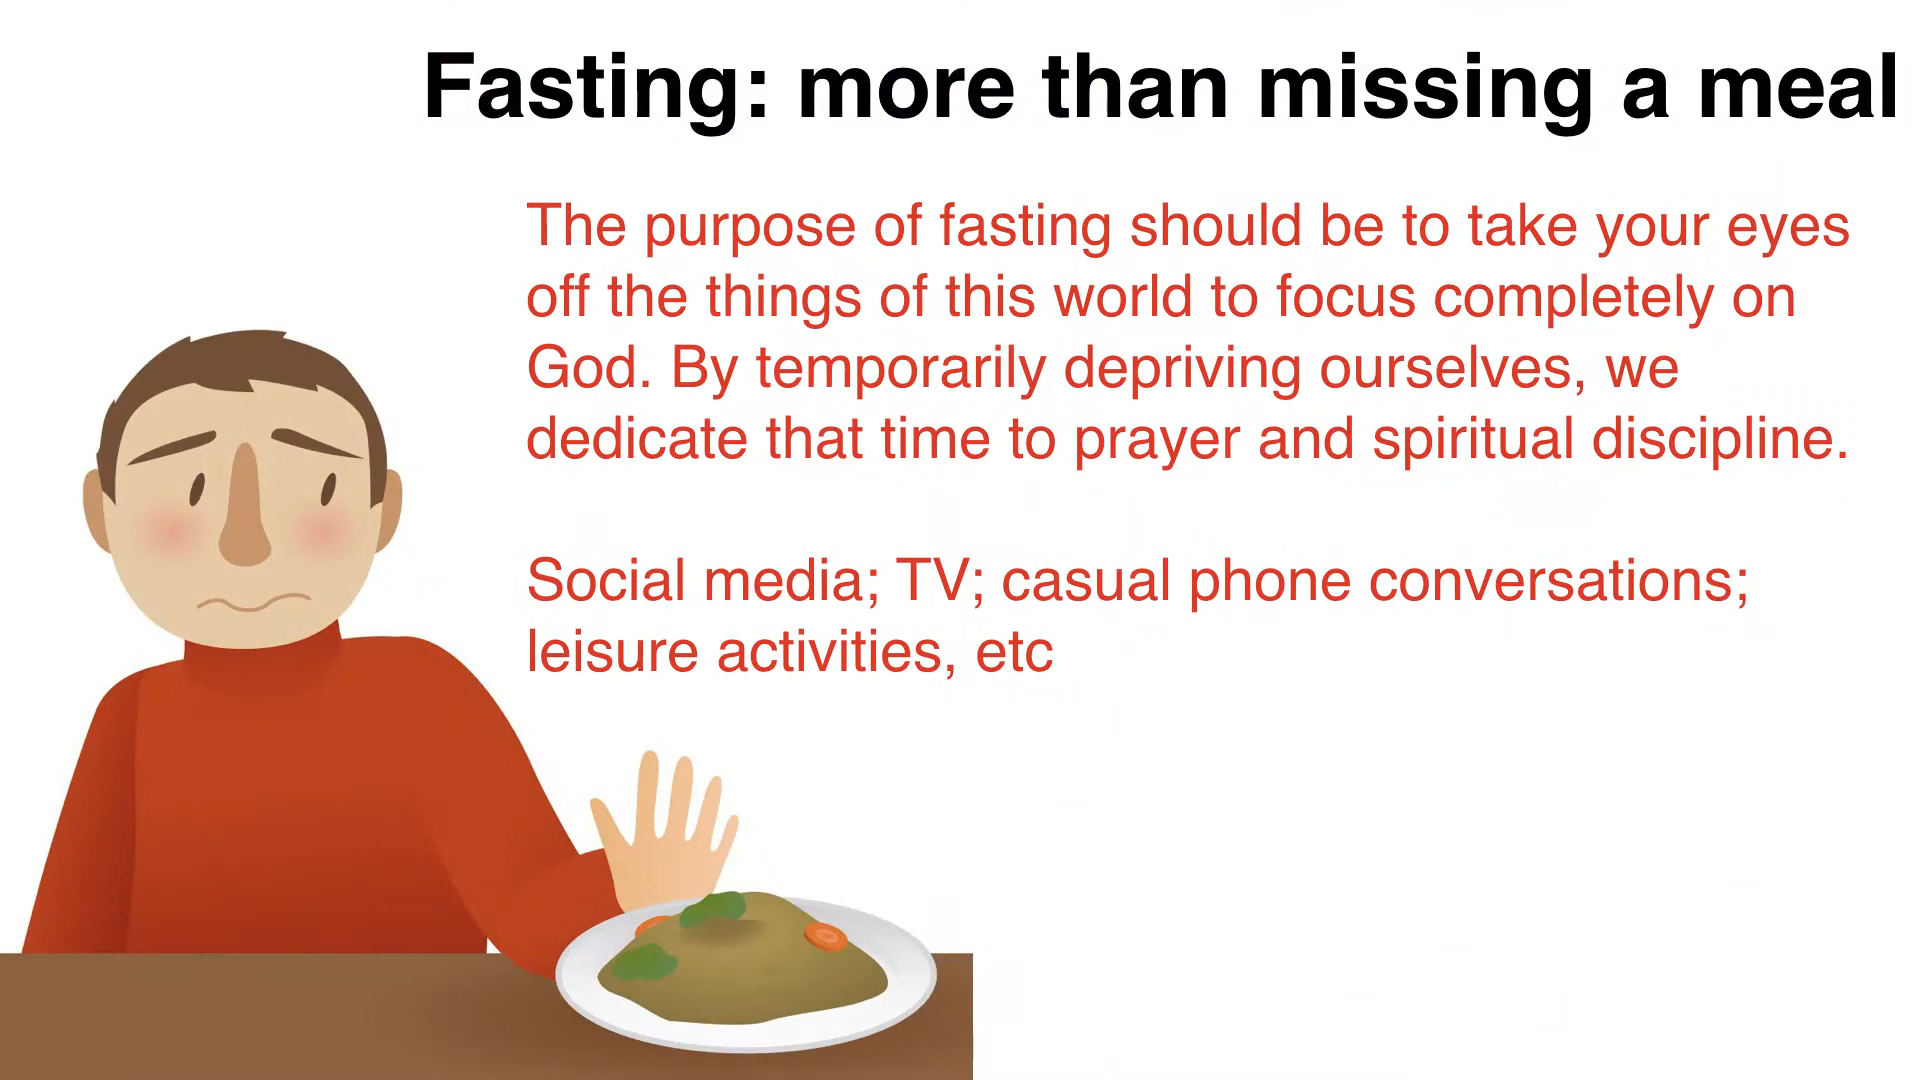 Fasting: more than missing a meal
The purpose of fasting should be to take your eyes
off the things of this world to focus completely on
God. By temporarily depriving ourselves, we
dedicate that time to prayer and spiritual discipline.
Social media; TV; casual phone conversations;
leisure activities, etc